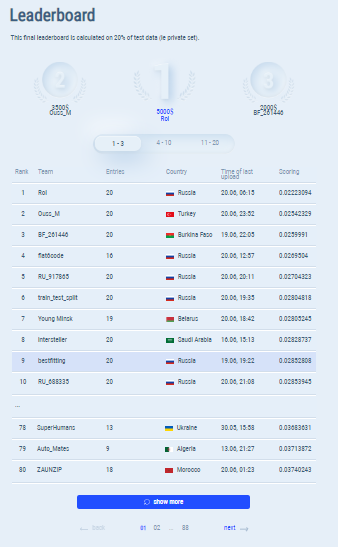 Leaderboard
This final leaderboard is calculated on 20% of test data (ie private set).
2 1 3
3500$ 5000$ 2000$
Ouss_M Rol BF_261446
1 - 3 4 - 10 11 - 20
Rank Team Entries Country Time of last upload Scoring
1 Rol 20 Russia 20.06, 06:15 0.02223094
2 Ouss_M 20 Turkey 20.06, 23:52 0.02542329
3 BF_261446 20 Burkina Faso 19.06, 22:05 0.0259991
4 flat6code 16 Russia 20.06, 12:57 0.0269504
5 RU_917865 20 Russia 20.06, 20:11 0.02704323
6 train_test_split 20 Russia 20.06, 19:35 0.02804818
7 Young Minsk 19 Belarus 20.06, 18:42 0.02805245
8 Intersteller 20 Saudi Arabia 16.06, 15:13 0.02828737
9 bestfitting 20 Russia 19.06, 19:22 0.02852808
10 RU_688335 20 Russia 20.06, 21:08 0.02853945
...
78 SuperHumans 13 Ukraine 30.05, 15:58 0.03683631
79 Auto_Mates 9 Algeria 13.06, 21:27 0.03713872
80 ZAUNZIP 18 Morocco 20.06, 01:23 0.03740243
show more
← back 01 02 ... 88 next →